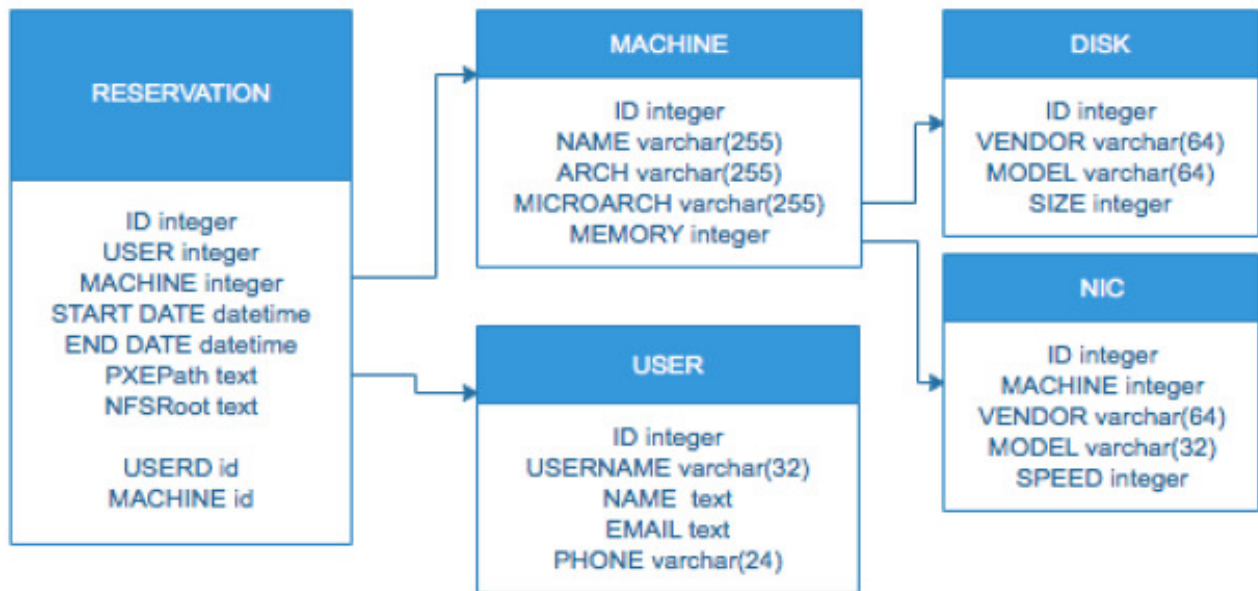 RESERVATION
ID integer
USER integer
MACHINE integer
START DATE datetime
END DATE datetime
PXEPath text
NFSRoot text
USERD id
MACHINE id
MACHINE
ID integer
NAME varchar(255)
ARCH varchar(255)
MICROARCH varchar(255)
MEMORY integer
USER
ID integer
USERNAME varchar(32)
NAME text
EMAIL text
PHONE varchar(24)
DISK
ID integer
VENDOR varchar(64)
MODEL varchar(64)
SIZE integer
NIC
ID integer
MACHINE integer
VENDOR varchar(64)
MODEL varchar(32)
SPEED integer